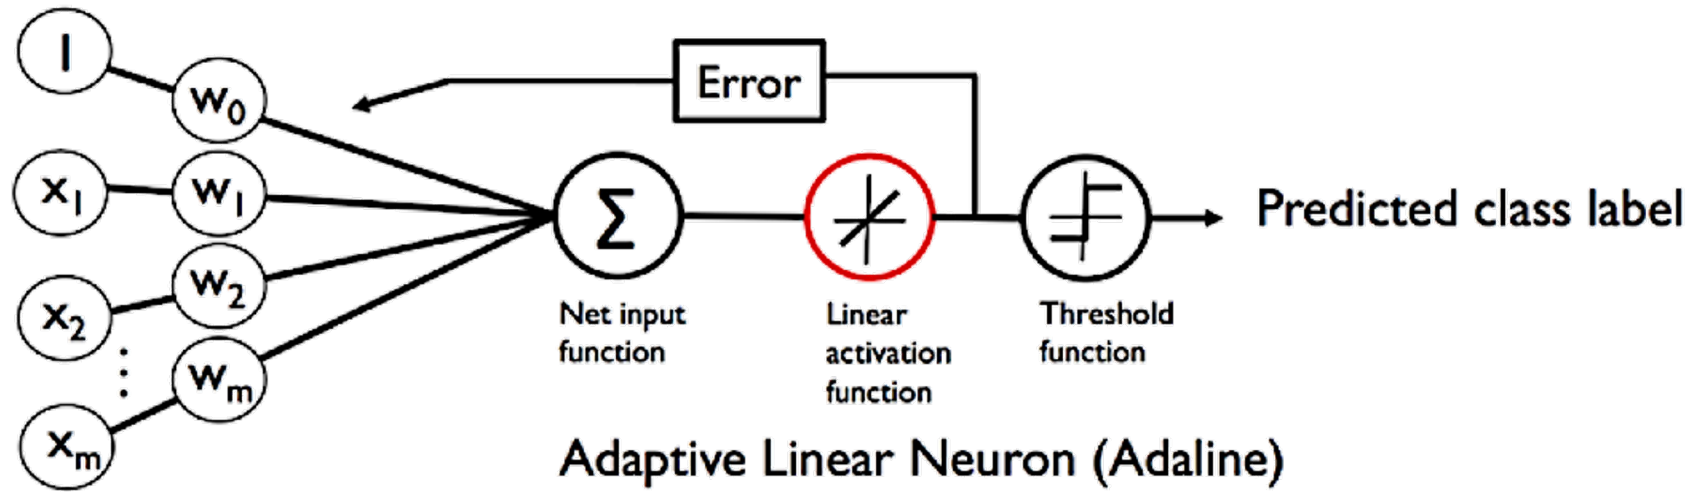 1
w0
x1
w1
x2
w2
xm
wm
Error
Σ
Net input
function
Linear
activation
function
Threshold
function
Predicted class label
Adaptive Linear Neuron (Adaline)